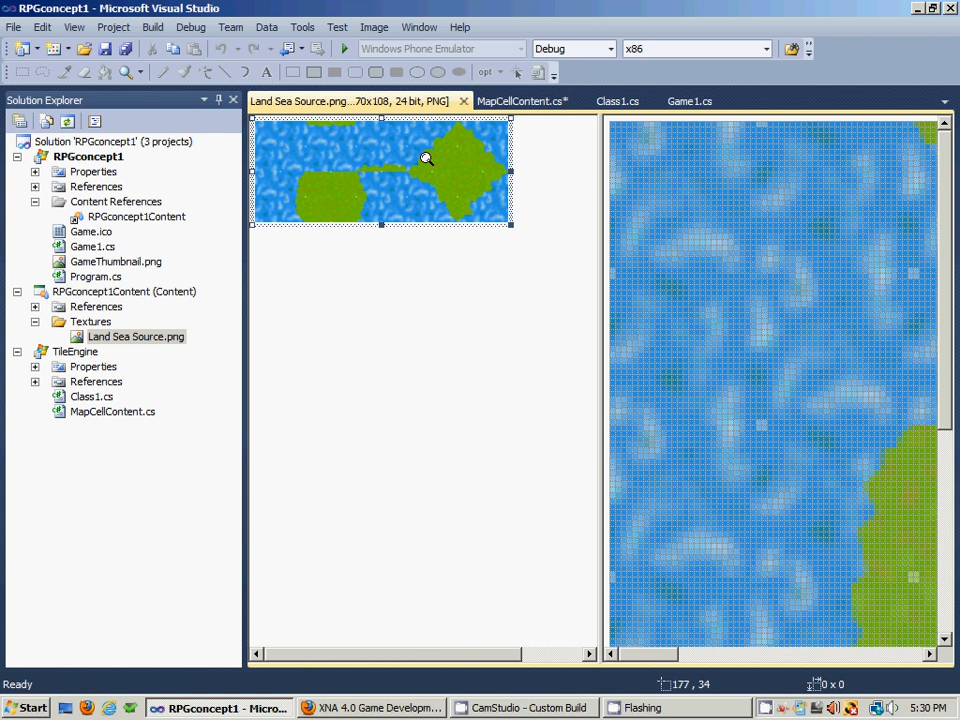 RPGconcept1 - Microsoft Visual Studio
File Edit View Project Build Debug Team Data Tools Test Image Window Help
Windows Phone Emulator Debug x86
A opt
Solution Explorer
Land Sea Source.png...70x108, 24 bit, PNG] MapCellContent.cs* Class1.cs Game1.cs
Solution 'RPGconcept1' (3 projects)
RPGconcept1
Properties
References
Content References
RPGconcept1Content
Game.ico
Game1.cs
GameThumbnail.png
Program.cs
RPGconcept1Content (Content)
References
Textures
Land Sea Source.png
TileEngine
Properties
References
Class1.cs
MapCellContent.cs
Ready 177 , 34 0 x 0
Start RPGconcept1 - Micro... XNA 4.0 Game Developm... CamStudio - Custom Build Flashing 5:30 PM